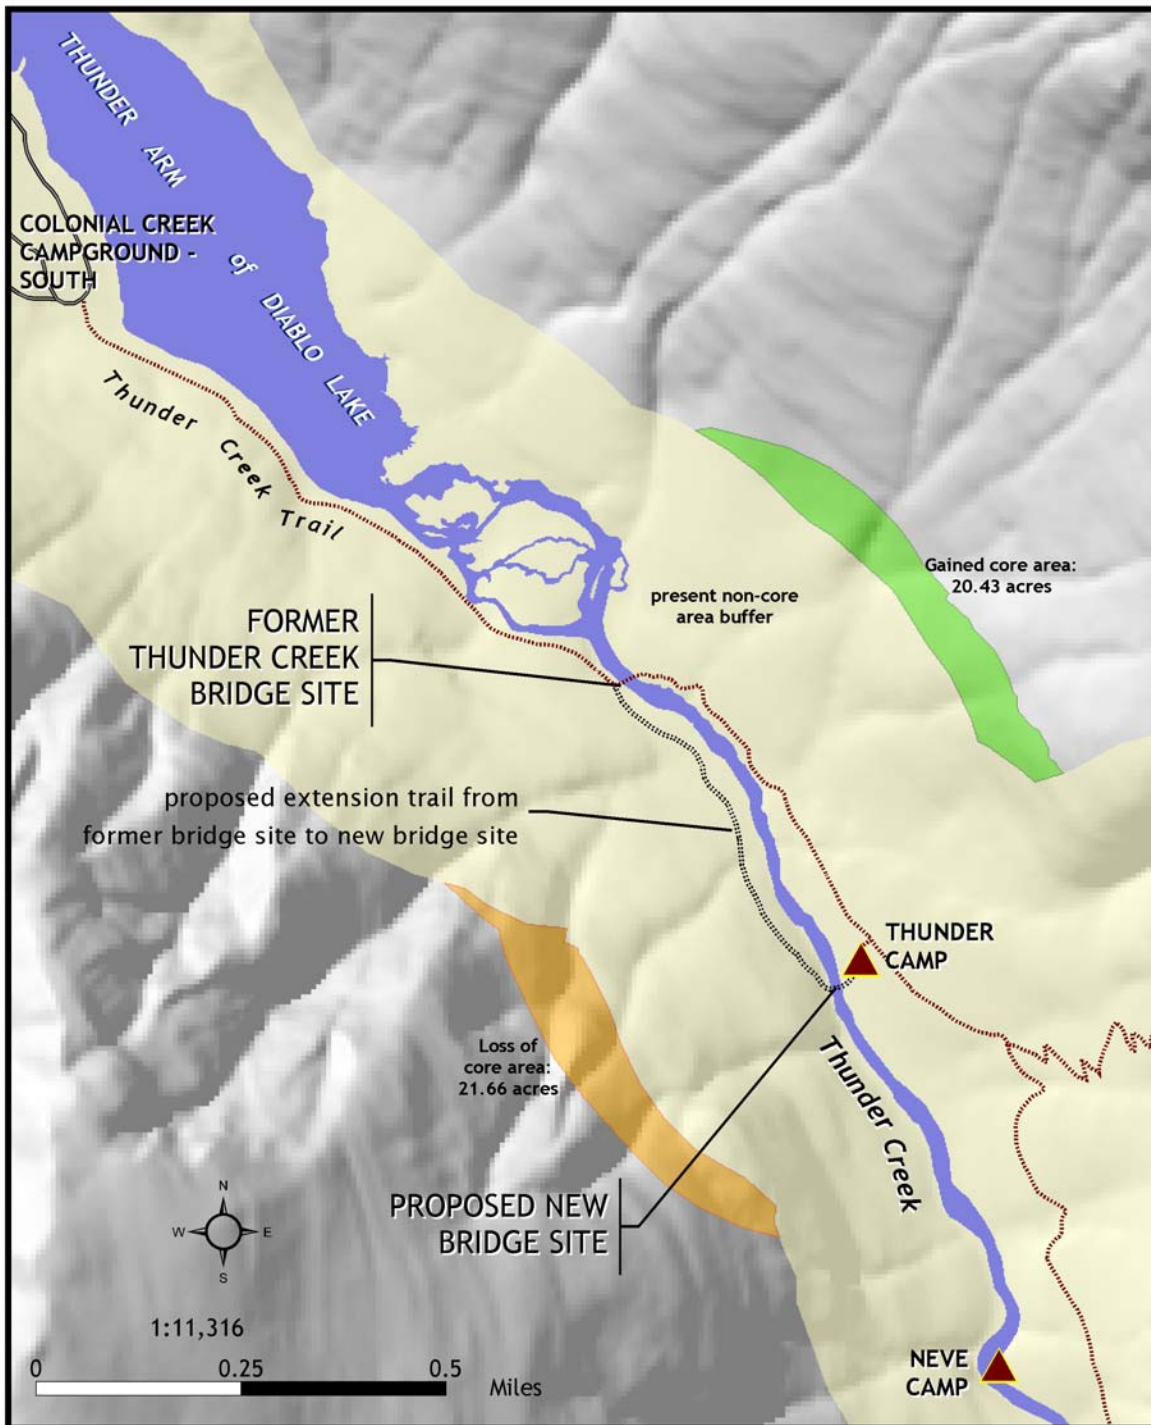 THUNDER ARM of DIABLO LAKE
COLONIAL CREEK
CAMPGROUND -
SOUTH
Thunder Creek Trail
Gained core area:
20.43 acres
present non-core
area buffer
FORMER
THUNDER CREEK
BRIDGE SITE
proposed extension trail from
former bridge site to new bridge site
THUNDER
CAMP
Loss of
core area:
21.66 acres
Thunder Creek
PROPOSED NEW
BRIDGE SITE
N
W E
S
1:11,316
0 0.25 0.5
Miles
NEVE
CAMP